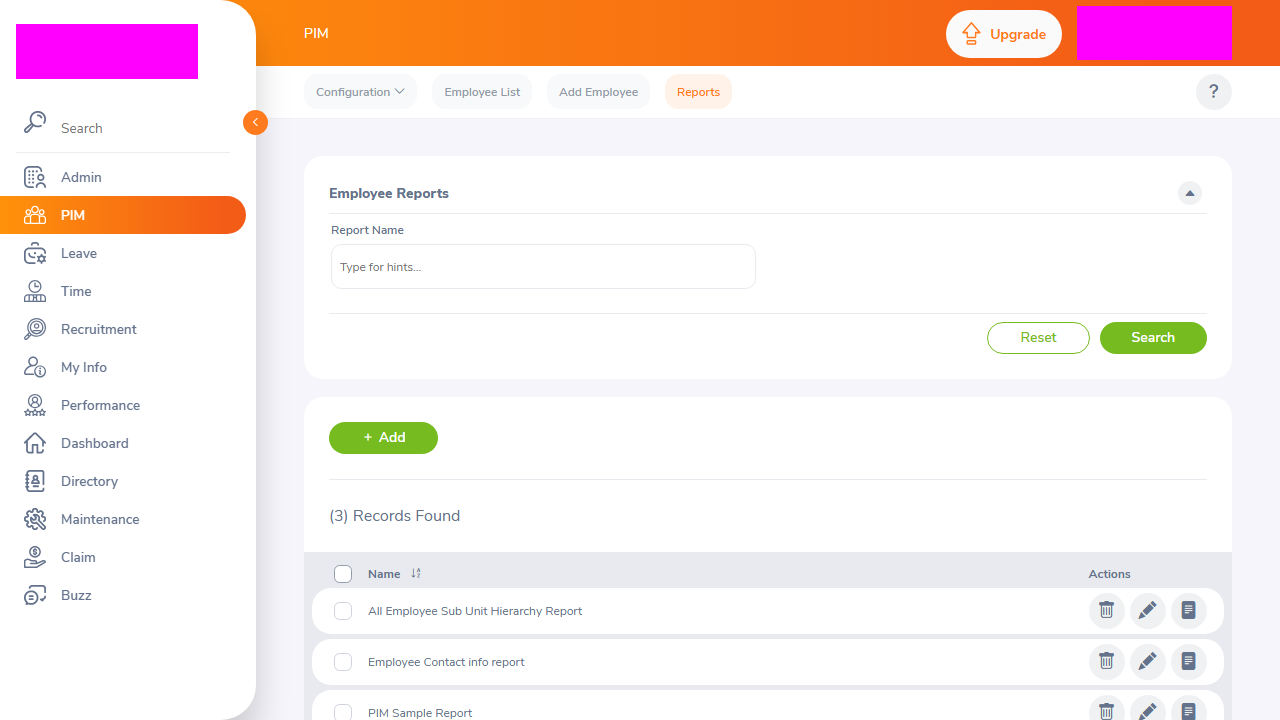 PIM
Upgrade
Configuration
Employee List
Add Employee
Reports
?
Search
Admin
PIM
Leave
Time
Recruitment
My Info
Performance
Dashboard
Directory
Maintenance
Claim
Buzz
Employee Reports
Report Name
Type for hints...
Reset
Search
+ Add
(3) Records Found
Name
Actions
All Employee Sub Unit Hierarchy Report
Employee Contact info report
PIM Sample Report